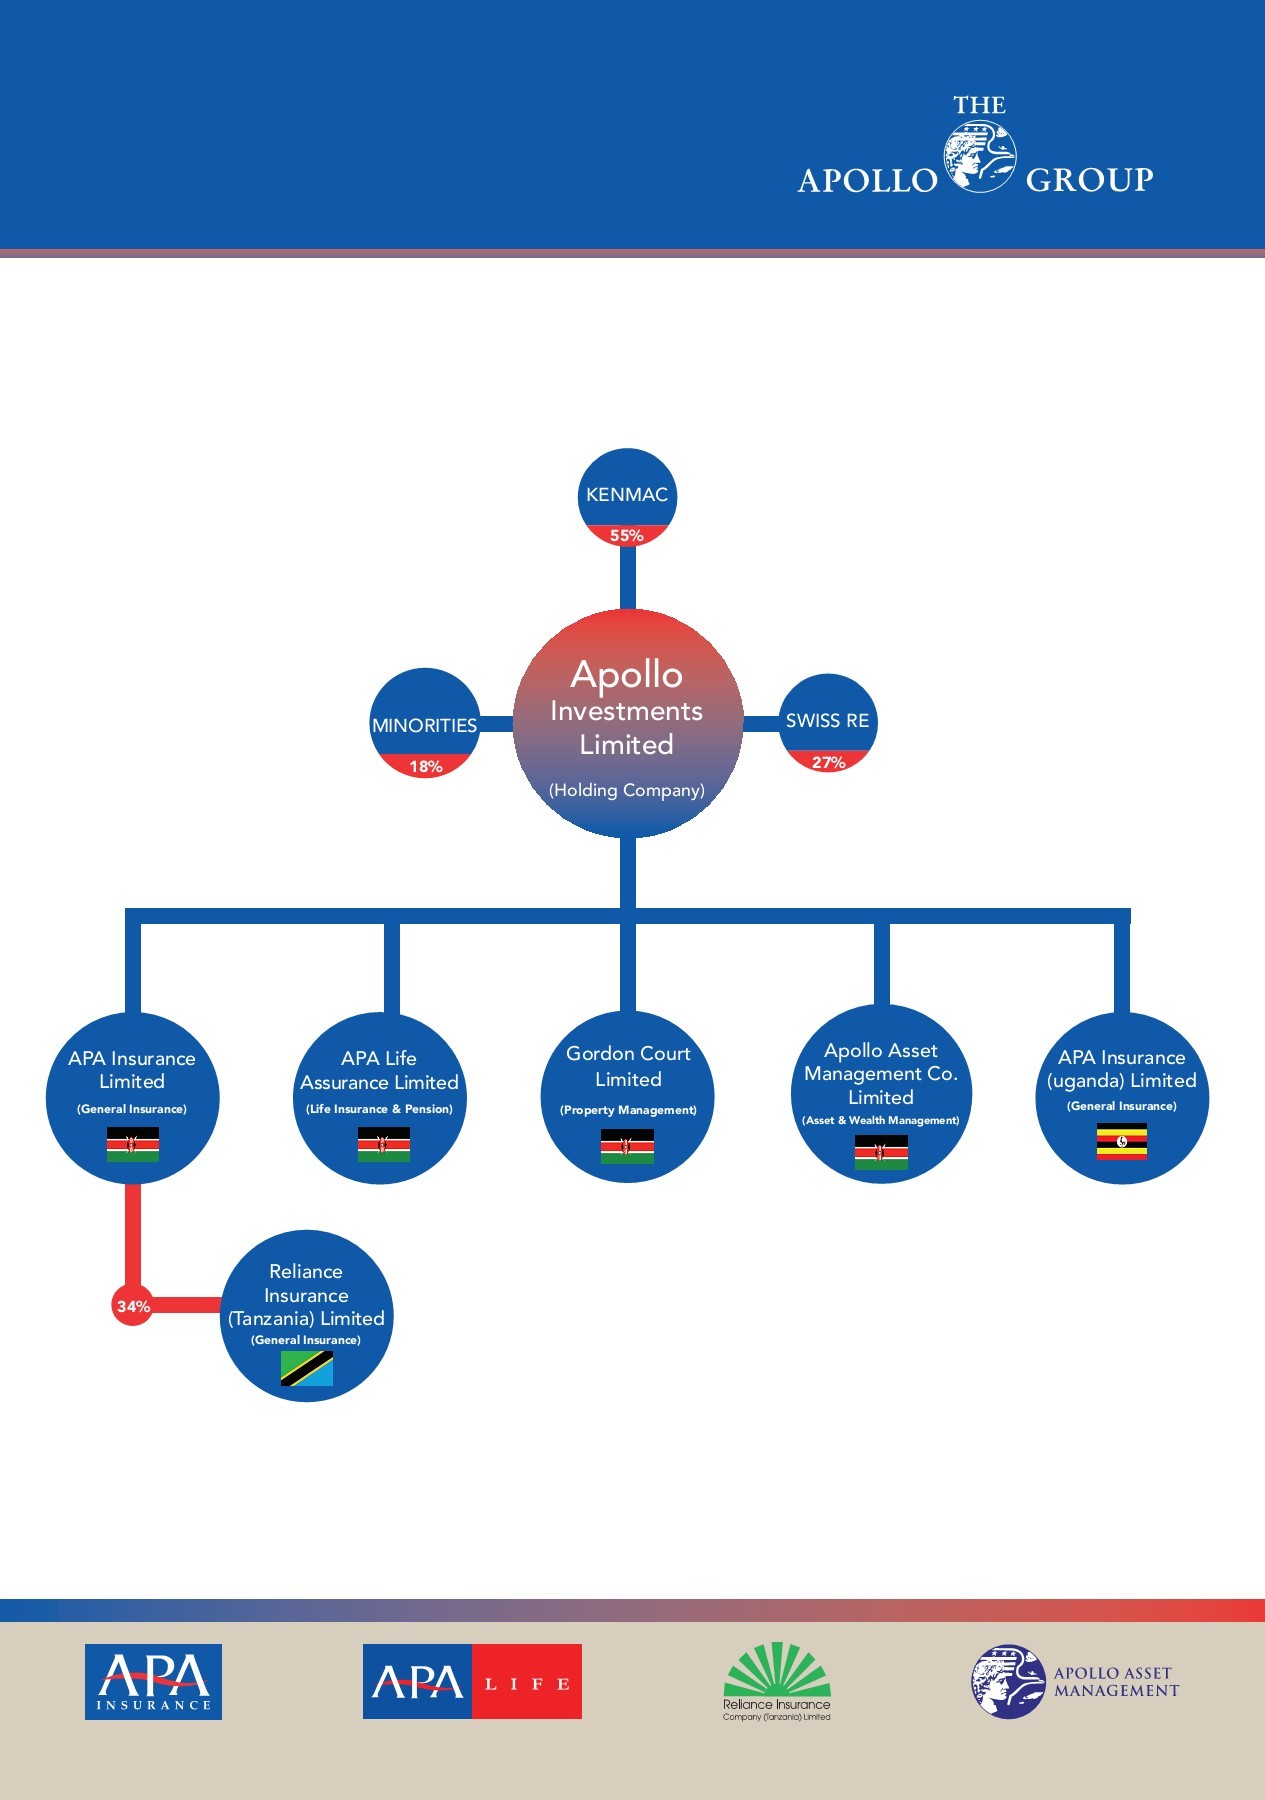 THE
APOLLO GROUP
KENMAC
55%
Apollo
Investments
Limited
(Holding Company)
MINORITIES
18%
SWISS RE
27%
APA Insurance
Limited
(General Insurance)
APA Life
Assurance Limited
(Life Insurance & Pension)
Gordon Court
Limited
(Property Management)
Apollo Asset
Management Co.
Limited
(Asset & Wealth Management)
APA Insurance
(uganda) Limited
(General Insurance)
34%
Reliance
Insurance
(Tanzania) Limited
(General Insurance)
APA
INSURANCE
APA LIFE
Reliance Insurance
Company (Tanzania) Limited
APOLLO ASSET
MANAGEMENT